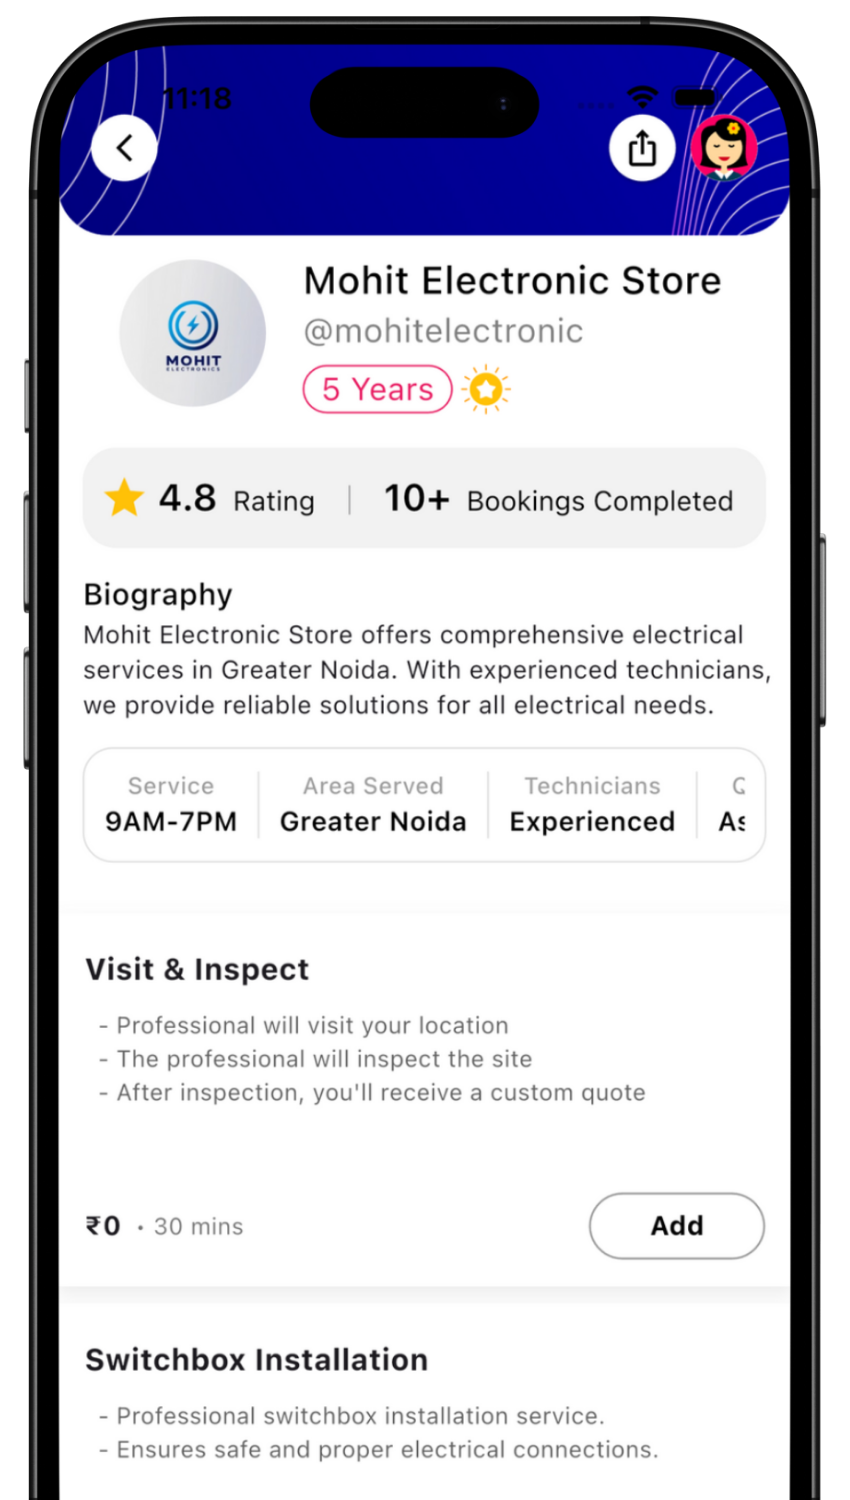 11:18
Mohit Electronic Store
@mohitelectronic
MOHIT
ELECTRONICS
5 Years
4.8 Rating | 10+ Bookings Completed
Biography
Mohit Electronic Store offers comprehensive electrical
services in Greater Noida. With experienced technicians,
we provide reliable solutions for all electrical needs.
Service Area Served Technicians
9AM-7PM Greater Noida Experienced
Visit & Inspect
- Professional will visit your location
- The professional will inspect the site
- After inspection, you'll receive a custom quote
₹0 • 30 mins Add
Switchbox Installation
- Professional switchbox installation service.
- Ensures safe and proper electrical connections.